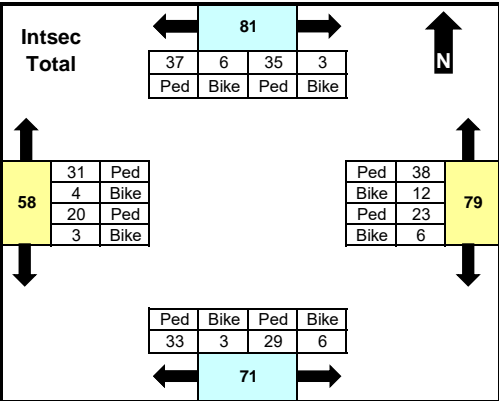 Intsec
Total
81
37 6 35 3
Ped Bike Ped Bike
N
58
31 Ped
4 Bike
20 Ped
3 Bike
Ped 38
Bike 12
Ped 23
Bike 6
79
Ped Bike Ped Bike
33 3 29 6
71